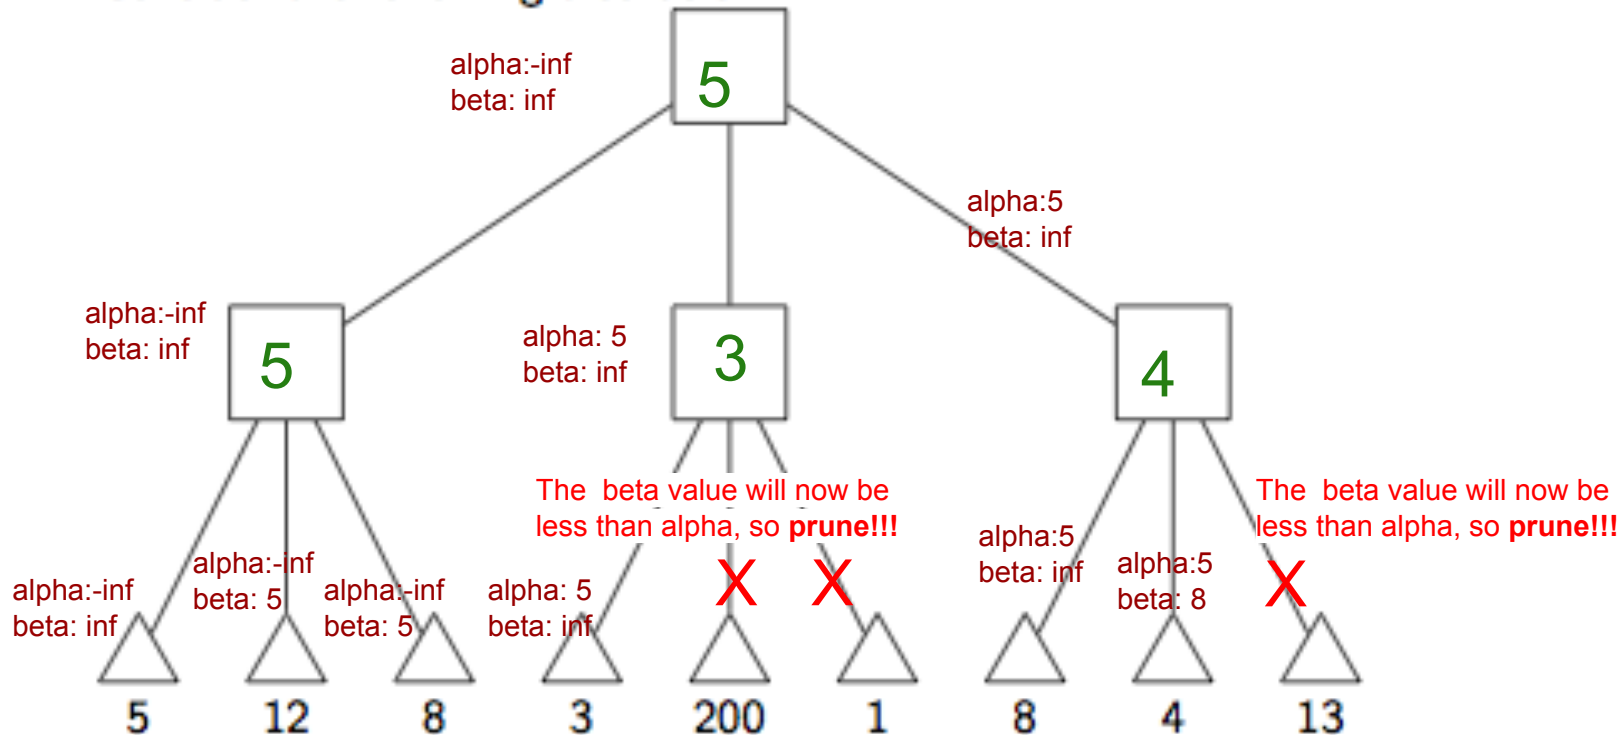 alpha:-inf
beta: inf
5
alpha:5
beta: inf
alpha:-inf
beta: inf
5
alpha: 5
beta: inf
3
4
The beta value will now be
less than alpha, so prune!!!
The beta value will now be
less than alpha, so prune!!!
alpha:5
beta: inf
alpha:5
beta: 8
alpha:-inf
beta: inf
alpha:-inf
beta: 5
alpha:-inf
beta: 5
alpha: 5
beta: inf
X X X
5 12 8 3 200 1 8 4 13